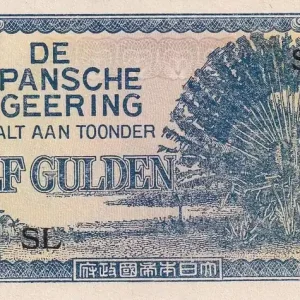 DE
PANSCHE
GEERING
ALT AAN TOONDER
F GULDEN
S
SL
府政國帝本日大